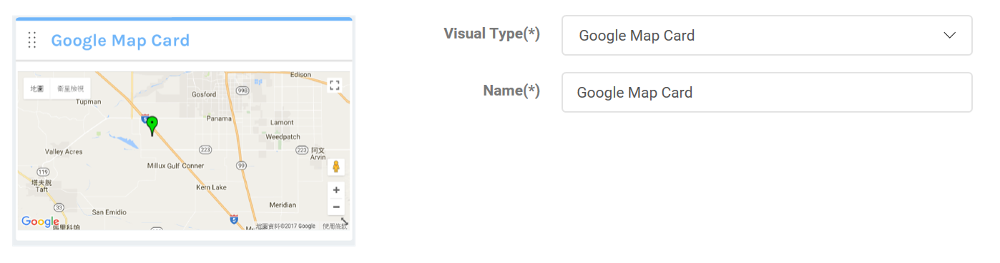 Google Map Card
地圖 衛星檢視
Edison
Tupman
Gosford
99B
5
Panama
Lamont
Weedpatch
Valley Acres
223
223
阿文
Arvin
119
Millux Gulf Conner
99
塔夫脫
Taft
Kern Lake
33
San Emidio
Meridian
5
Google
馬里科帕
地圖資料©2017 Google 使用條款
Visual Type(*)
Google Map Card
Name(*)
Google Map Card